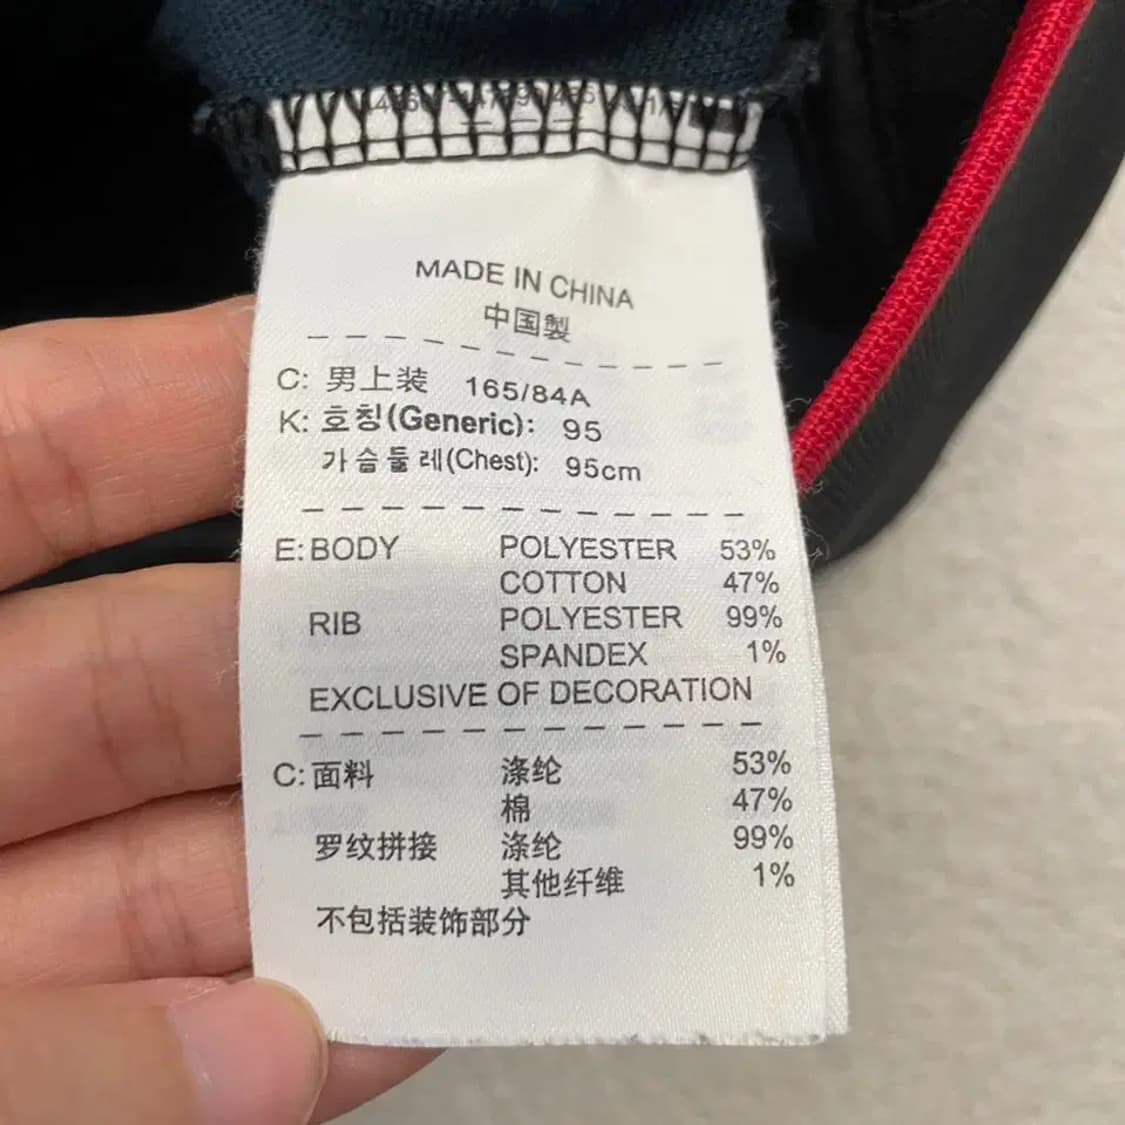 MADE IN CHINA
中国製
C: 男上装 165/84A
K: 호칭(Generic): 95
가슴둘레(Chest): 95cm
E: BODY POLYESTER 53%
COTTON 47%
RIB POLYESTER 99%
SPANDEX 1%
EXCLUSIVE OF DECORATION
C: 面料 涤纶 53%
棉 47%
罗纹拼接 涤纶 99%
其他纤维 1%
不包括装饰部分